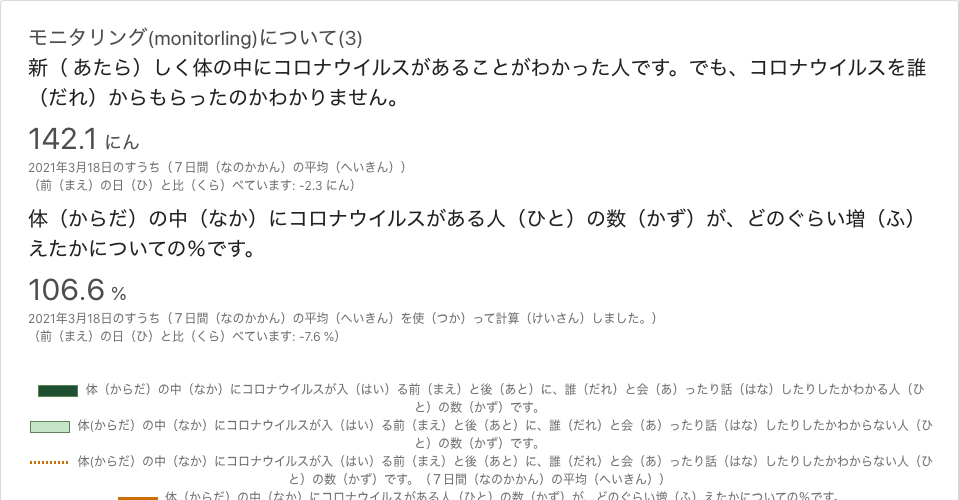 モニタリング(monitorling)について(3)
新（ あたら）しく体の中にコロナウイルスがあることがわかった人です。でも、コロナウイルスを誰
（だれ）からもらったのかわかりません。
142.1 にん
2021年3月18日のすうち（７日間（なのかかん）の平均（へいきん））
（前（まえ）の日（ひ）と比（くら）べています: -2.3 にん）
体（からだ）の中（なか）にコロナウイルスがある人（ひと）の数（かず）が、どのぐらい増（ふ）
えたかについての％です。
106.6 %
2021年3月18日のすうち（７日間（なのかかん）の平均（へいきん）を使（つか）って計算（けいさん）しました。）
（前（まえ）の日（ひ）と比（くら）べています: -7.6 %）
体（からだ）の中（なか）にコロナウイルスが入（はい）る前（まえ）と後（あと）に、誰（だれ）と会（あ）ったり話（はな）したりしたかわかる人（ひ
と）の数（かず）です。
体(からだ）の中（なか）にコロナウイルスが入（はい）る前（まえ）と後（あと）に、誰（だれ）と会（あ）ったり話（はな）したりしたかわからない人（ひ
と）の数（かず）です。
体(からだ）の中（なか）にコロナウイルスが入（はい）る前（まえ）と後（あと）に、誰（だれ）と会（あ）ったり話（はな）したりしたかわからない人（ひ
と）の数（かず）です。（７日間（なのかかん）の平均（へいきん））
体（からだ）の中（なか）にコロナウイルスがある人（ひと）の数（かず）が、どのぐらい増（ふ）えたかについての％です。